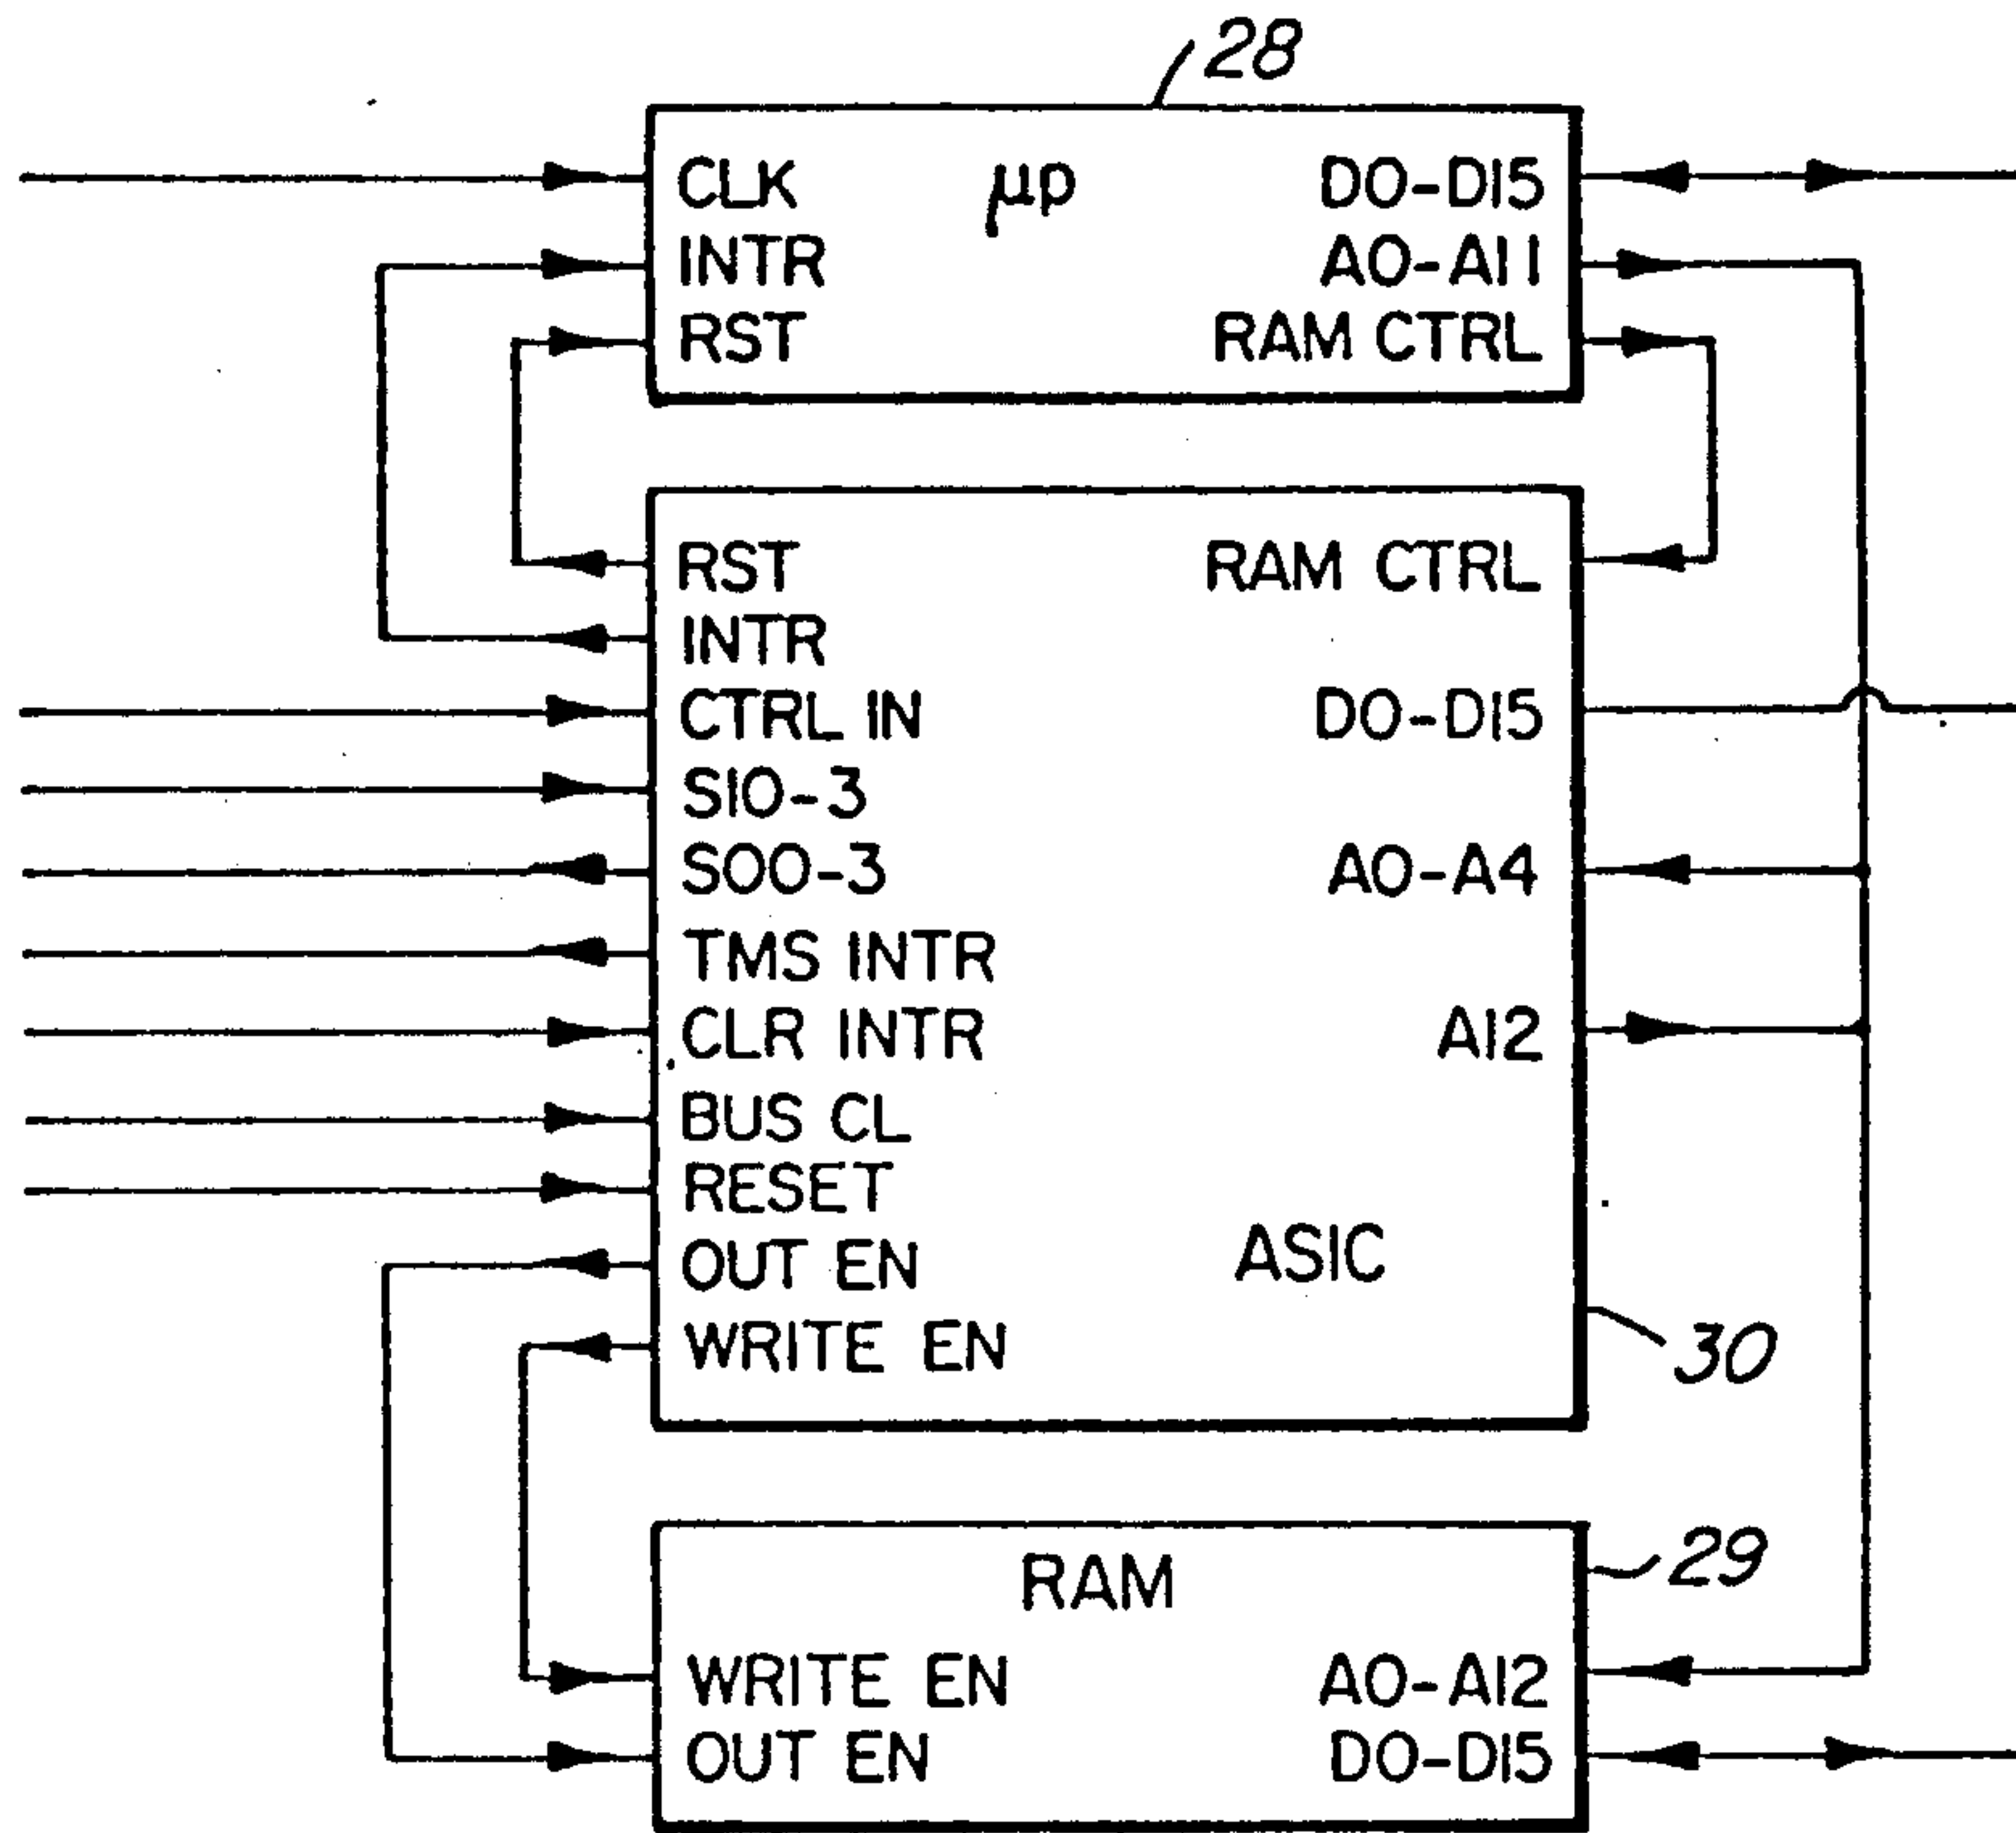 28
CLK μp D0-D15
INTR A0-A11
RST RAM CTRL
RST RAM CTRL
INTR
CTRL IN D0-D15
SI0-3
SO0-3 A0-A4
TMS INTR
CLR INTR A12
BUS CL
RESET
OUT EN ASIC
WRITE EN 30
RAM 29
WRITE EN A0-A12
OUT EN D0-D15